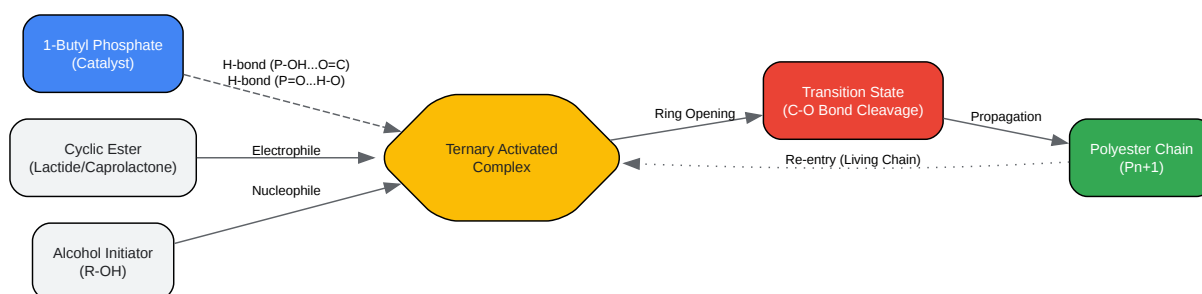 1-Butyl Phosphate
(Catalyst)
H-bond (P-OH...O=C)
H-bond (P=O...H-O)
Cyclic Ester
(Lactide/Caprolactone)
Electrophile
Alcohol Initiator
(R-OH)
Nucleophile
Ternary Activated
Complex
Ring Opening
Transition State
(C-O Bond Cleavage)
Propagation
Re-entry (Living Chain)
Polyester Chain
(Pn+1)